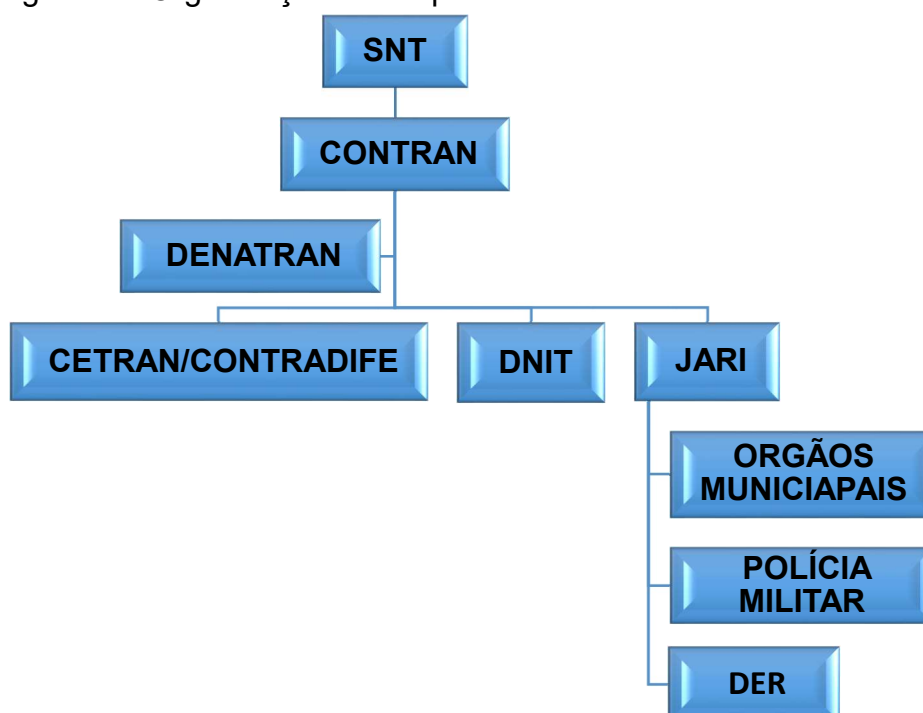 SNT
CONTRAN
DENATRAN
CETRAN/CONTRADIFE
DNIT
JARI
ORGÃOS
MUNICIAPAIS
POLÍCIA
MILITAR
DER